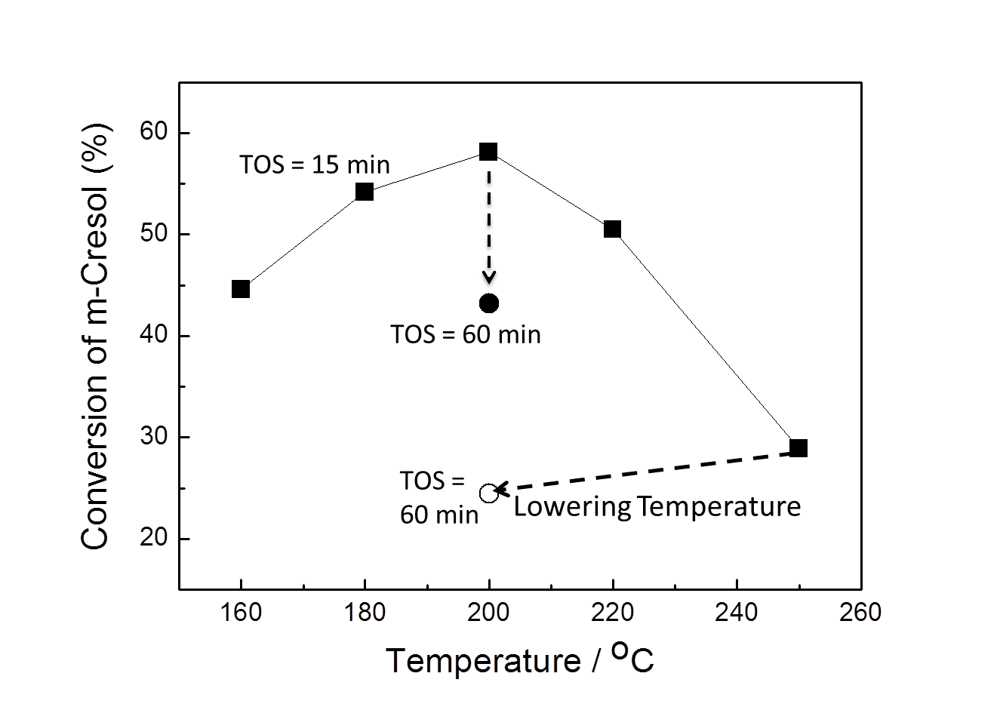 60
TOS = 15 min
50
TOS = 60 min
40
30
TOS =
60 min
Lowering Temperature
20
160 180 200 220 240 260
Temperature / °C
Conversion of m-Cresol (%)